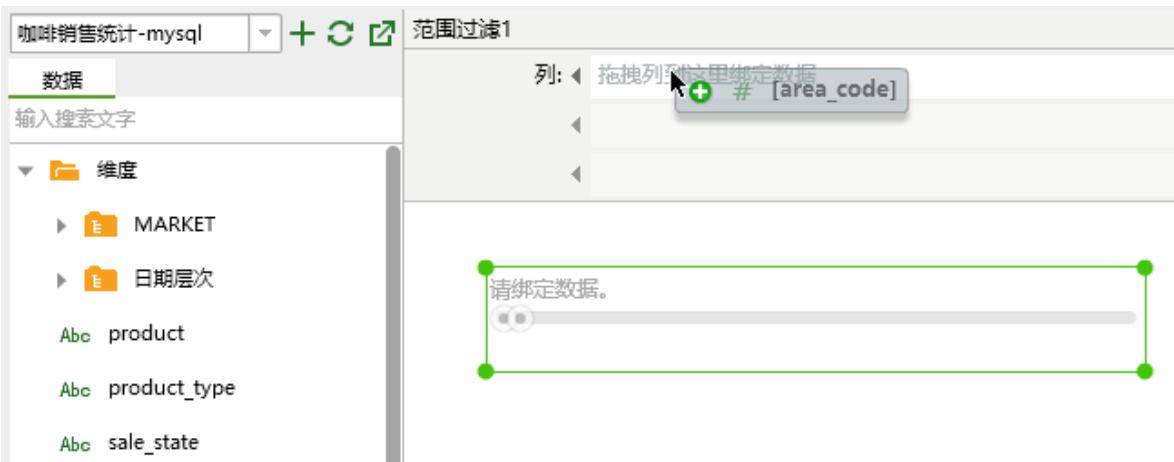 咖啡销售统计-mysql
数据
输入搜索文字
维度
MARKET
日期层次
Abc product
Abc product_type
Abc sale_state
范围过滤1
列: 拖拽列到这里绑定数据
# [area_code]
请绑定数据。